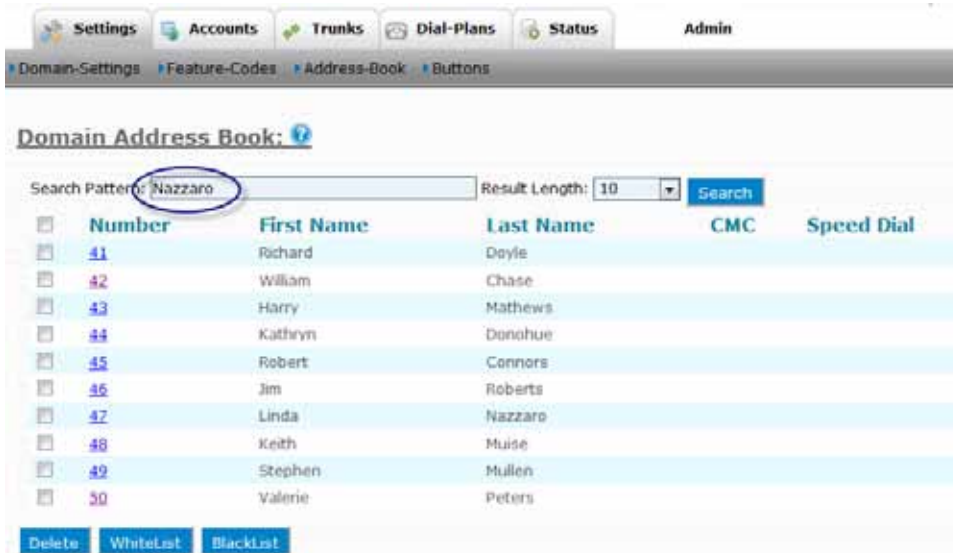 Settings Accounts Trunks Dial-Plans Status Admin
Domain-Settings Feature-Codes Address-Book Buttons
Domain Address Book:
Search Pattern: Nazzaro Result Length: 10 Search
Number First Name Last Name CMC Speed Dial
41 Richard Doyle
42 William Chase
43 Harry Mathews
44 Kathryn Donohue
45 Robert Connors
46 Jim Roberts
47 Linda Nazzaro
48 Keith Muise
49 Stephen Mullen
50 Valerie Peters
Delete WhiteList BlackList